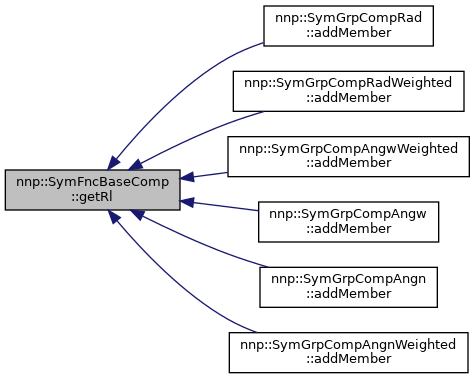 nnp::SymGrpCompRad
::addMember
nnp::SymGrpCompRadWeighted
::addMember
nnp::SymGrpCompAngwWeighted
::addMember
nnp::SymFncBaseComp
::getRl
nnp::SymGrpCompAngw
::addMember
nnp::SymGrpCompAngn
::addMember
nnp::SymGrpCompAngnWeighted
::addMember